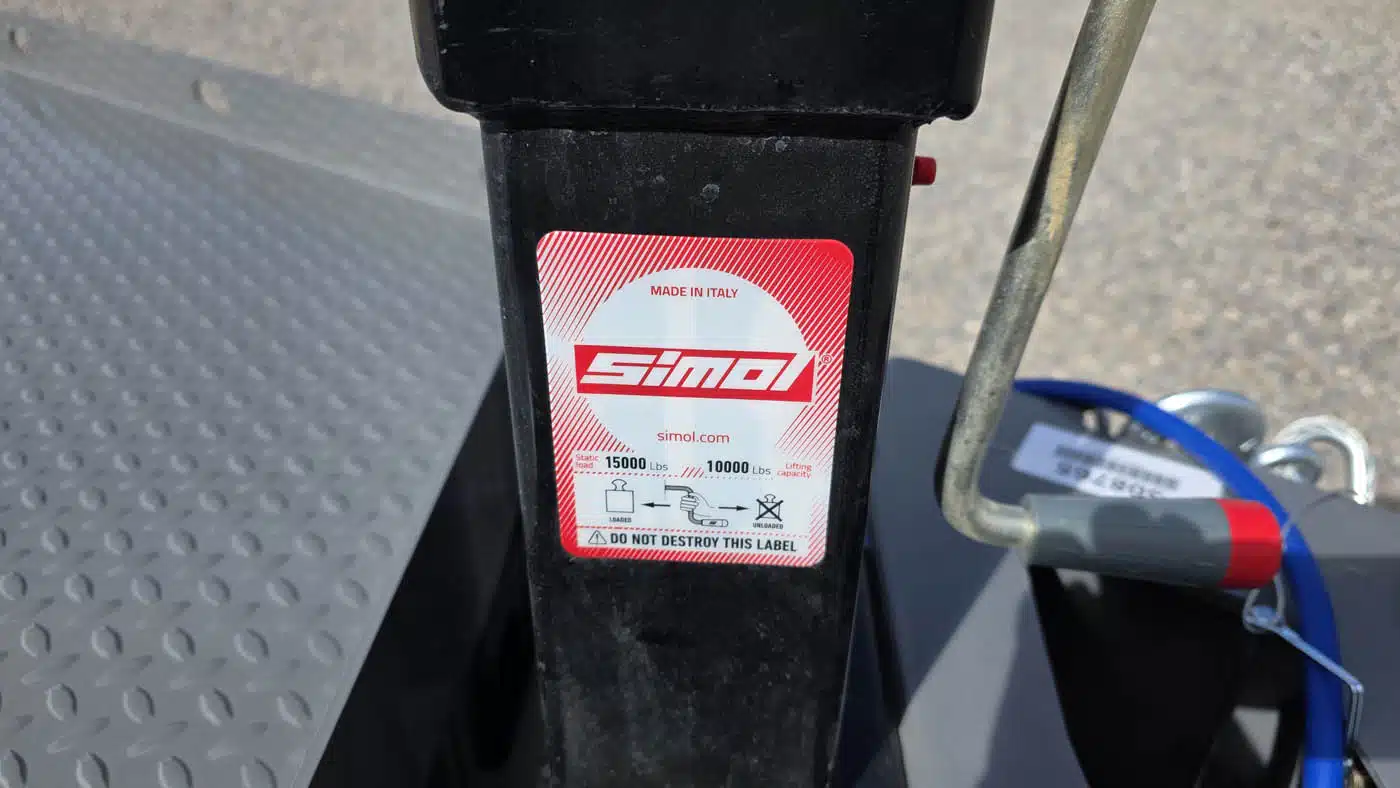 MADE IN ITALY
simol®
simol.com
Static load 15000 Lbs //// 10000 Lbs Lifting capacity
LOADED UNLOADED
⚠ DO NOT DESTROY THIS LABEL